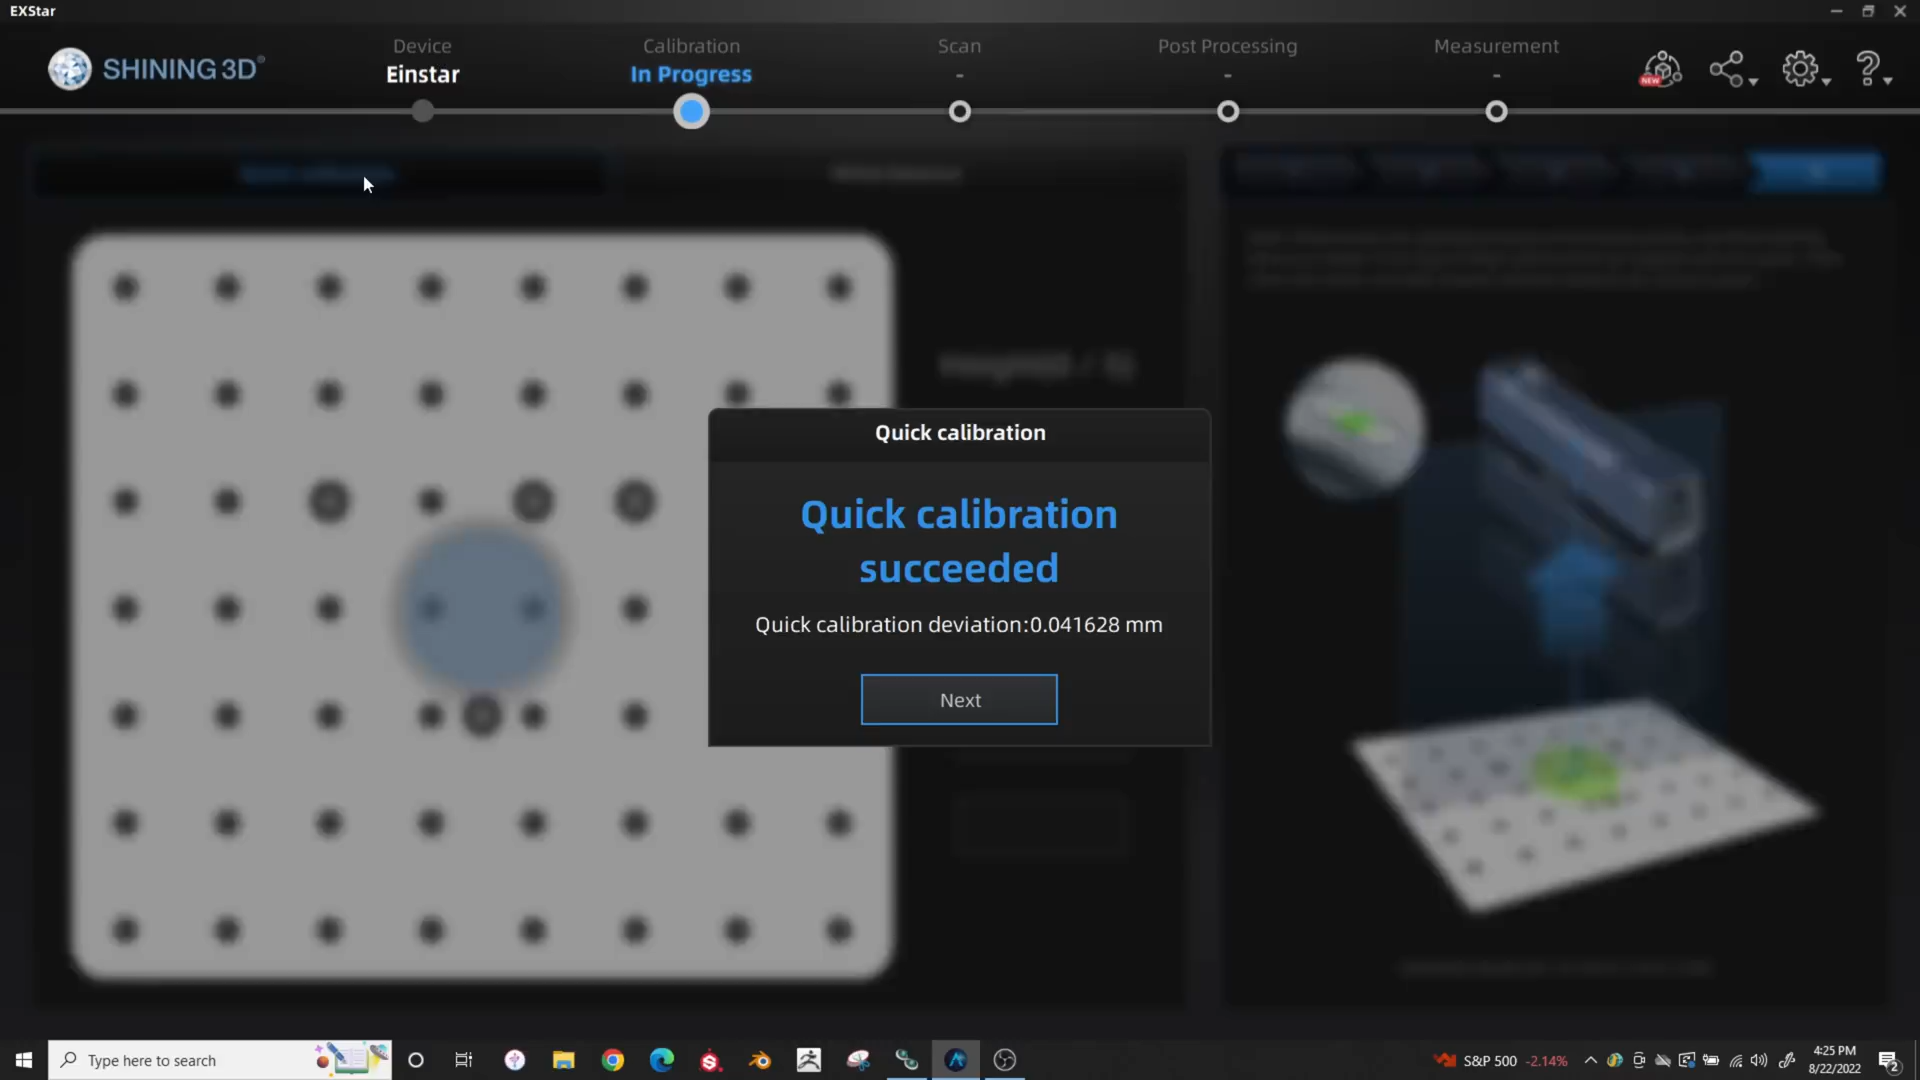 EXStar
SHINING 3D®
Device
Einstar
Calibration
In Progress
Scan
-
Post Processing
-
Measurement
-
NEW
Quick calibration
Quick calibration
succeeded
Quick calibration deviation:0.041628 mm
Next
Type here to search
S&P 500 -2.14%
4:25 PM
8/22/2022
2